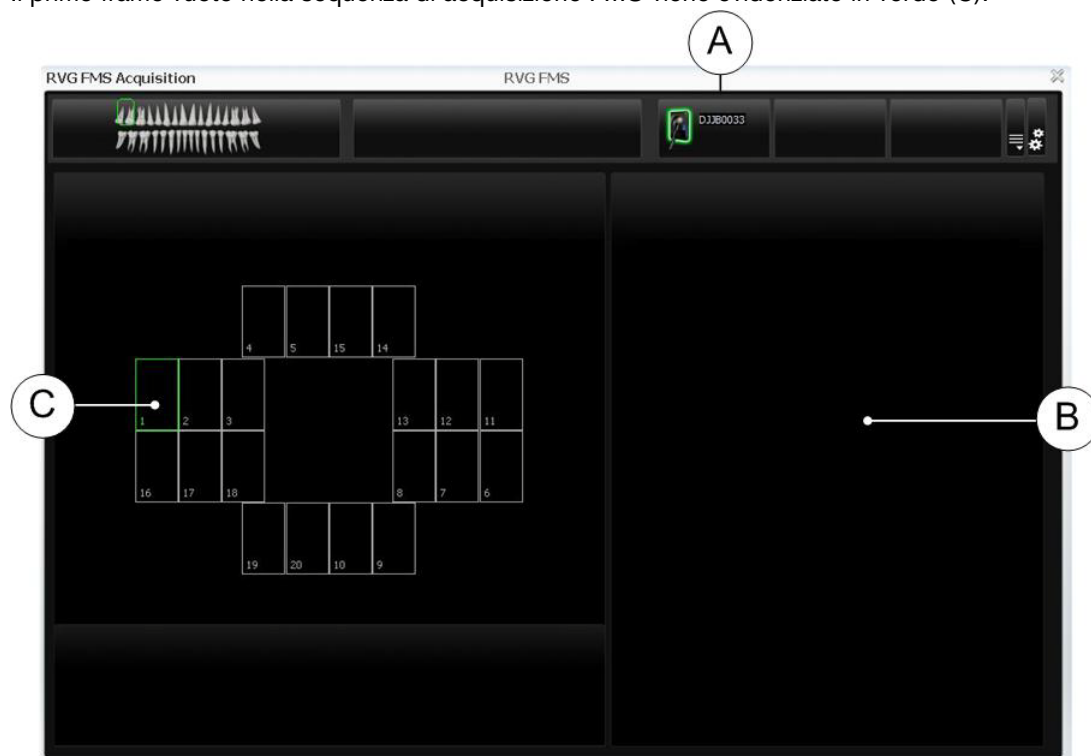 Il primo frame vuoto nella sequenza di acquisizione FMS viene evidenziato in verde (C).
A
RVG FMS Acquisition RVG FMS
DJJB0033
4 5 15 14
C
B
1 2 3 13 12 11
16 17 18 8 7 6
19 20 10 9